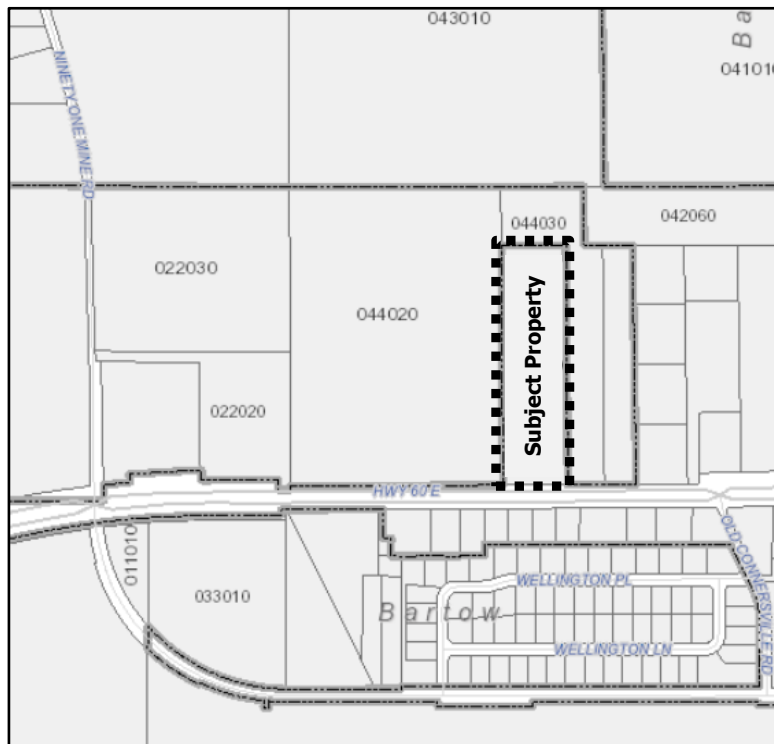 043010
Ba
041010
NINETY ONE MINE RD
044030
042060
022030
044020
Subject Property
022020
HWY 60 E
011010
033010
OLD CONNERSVILLE RD
WELLINGTON PL
Bartow
WELLINGTON LN